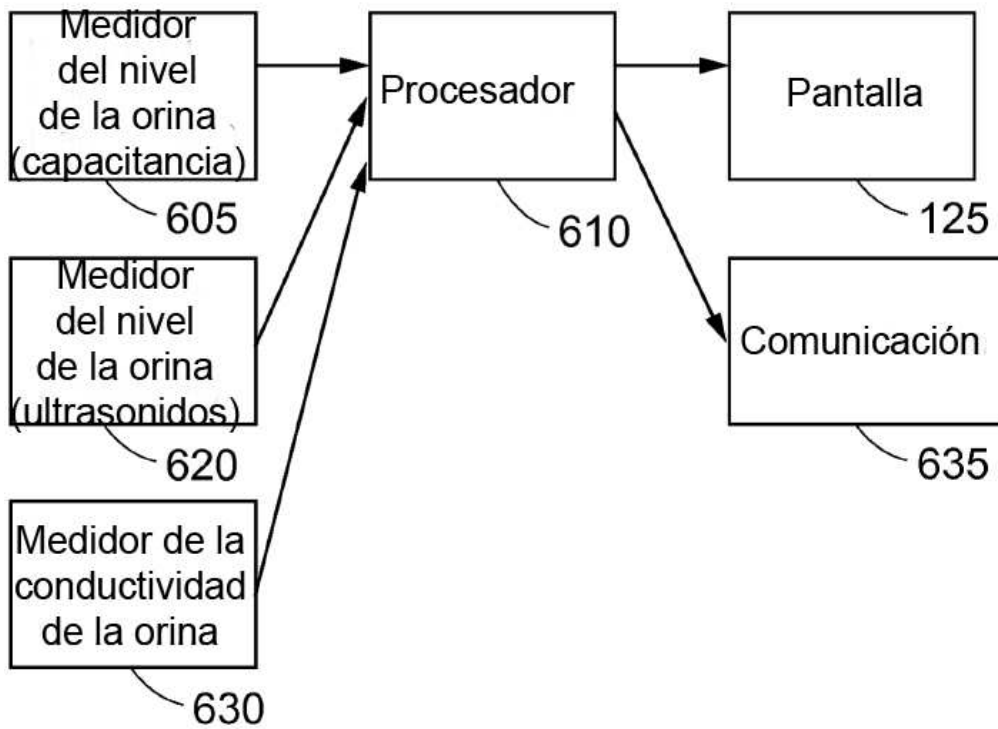 Medidor
del nivel
de la orina
(capacitancia)
605
Procesador
610
Pantalla
125
Medidor
del nivel
de la orina
(ultrasonidos)
620
Comunicación
635
Medidor de la
conductividad
de la orina
630